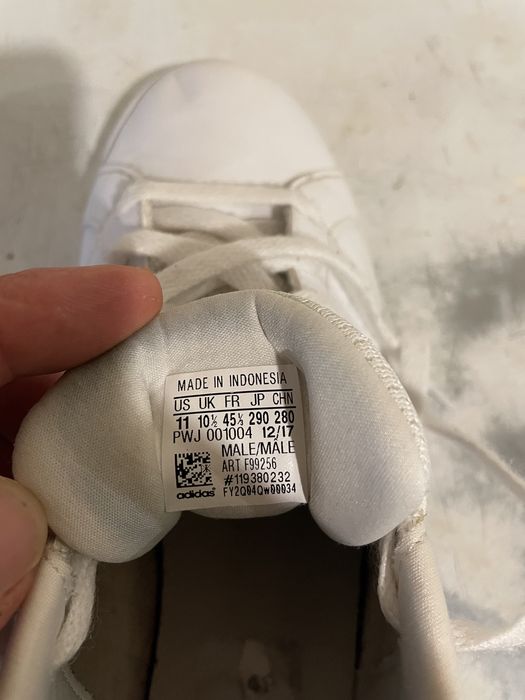 MADE IN INDONESIA
US UK FR JP CHN
11 10½ 45⅓ 290 280
PWJ 001004 12/17
MALE/MALE
ART F99256
#119380232
adidas® FY2Q04Qw00034